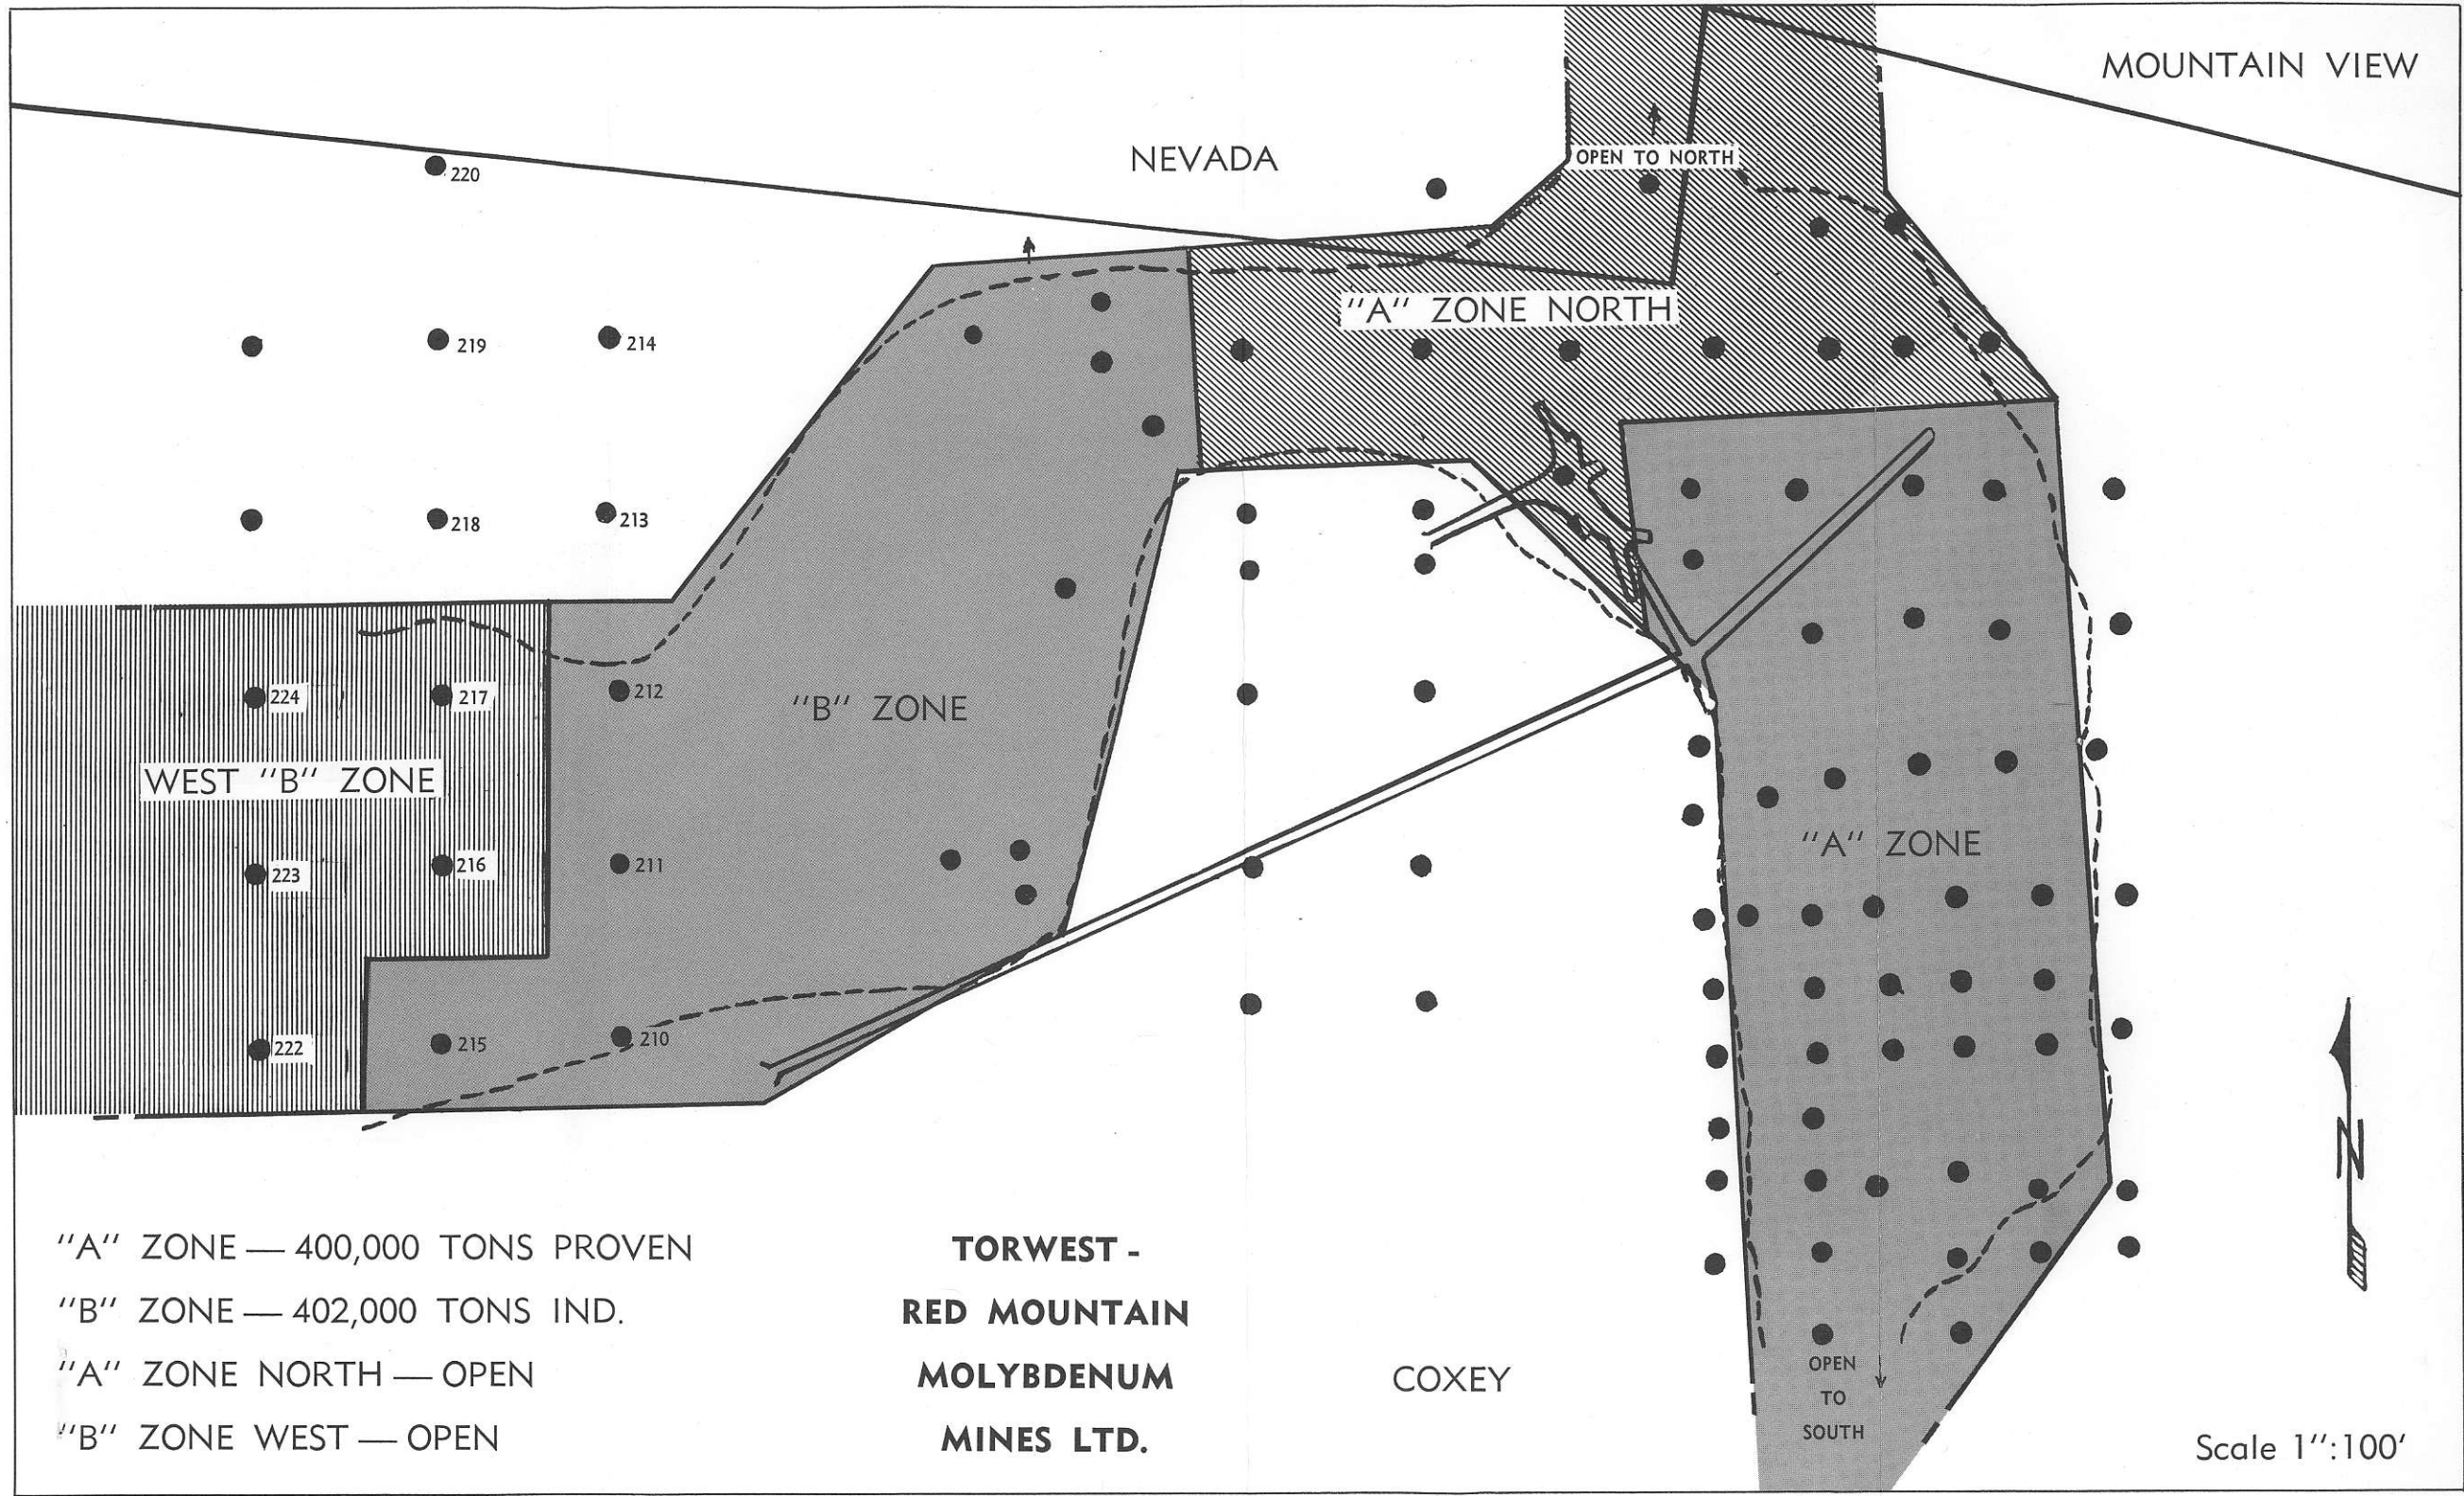 MOUNTAIN VIEW
NEVADA
OPEN TO NORTH
220
"A" ZONE NORTH
219
214
218
213
224
217
212
"B" ZONE
WEST "B" ZONE
"A" ZONE
223
216
211
222
215
210
N
"A" ZONE — 400,000 TONS PROVEN
"B" ZONE — 402,000 TONS IND.
"A" ZONE NORTH — OPEN
"B" ZONE WEST — OPEN
TORWEST -
RED MOUNTAIN
MOLYBDENUM
MINES LTD.
COXEY
OPEN
TO
SOUTH
Scale 1":100'